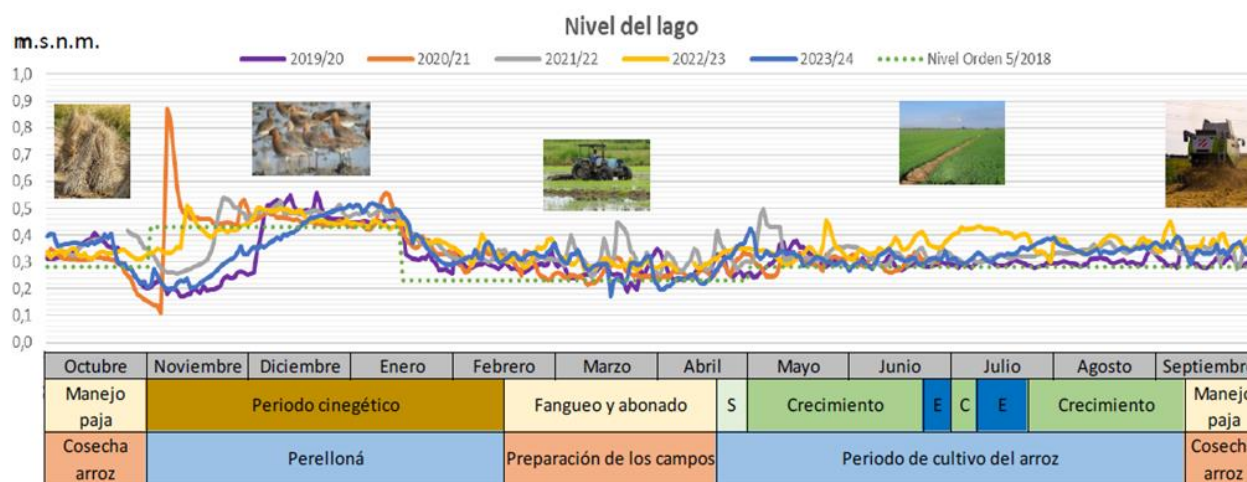 Nivel del lago
m.s.n.m.
2019/20 2020/21 2021/22 2022/23 2023/24 Nivel Orden 5/2018
1,0
0,9
0,8
0,7
0,6
0,5
0,4
0,3
0,2
0,1
0,0
Octubre Noviembre Diciembre Enero Febrero Marzo Abril Mayo Junio Julio Agosto Septiembre
Manejo
paja
Periodo cinegético Fangueo y abonado S Crecimiento E C E Crecimiento
Manejo
paja
Cosecha
arroz
Perelloná Preparación de los campos Periodo de cultivo del arroz
Cosecha
arroz